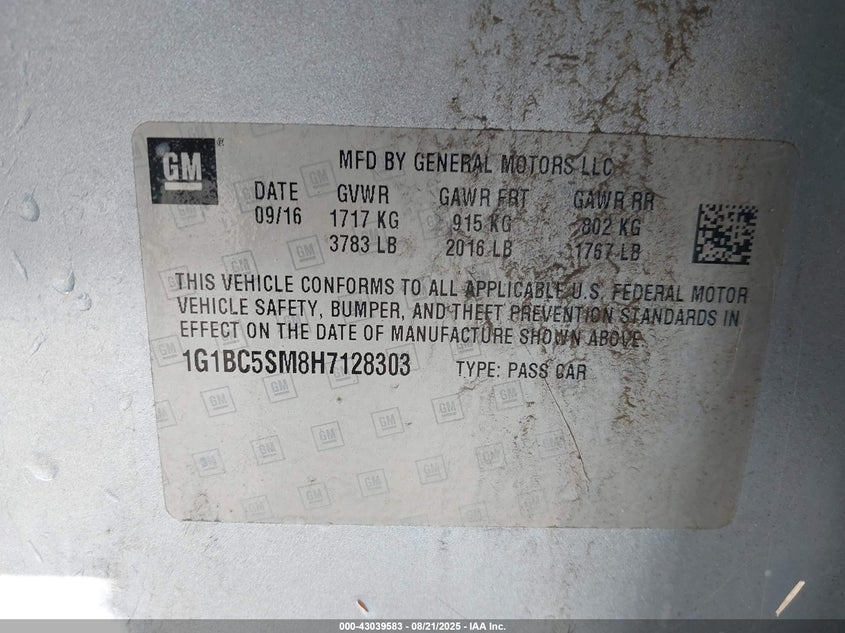 GM ® MFD BY GENERAL MOTORS LLC
DATE GVWR GAWR FRT GAWR RR
09/16 1717 KG 915 KG 802 KG
3783 LB 2016 LB 1767 LB
THIS VEHICLE CONFORMS TO ALL APPLICABLE U.S. FEDERAL MOTOR
VEHICLE SAFETY, BUMPER, AND THEFT PREVENTION STANDARDS IN
EFFECT ON THE DATE OF MANUFACTURE SHOWN ABOVE.
1G1BC5SM8H7128303 TYPE: PASS CAR
000-43039583 - 08/21/2025 - IAA Inc.